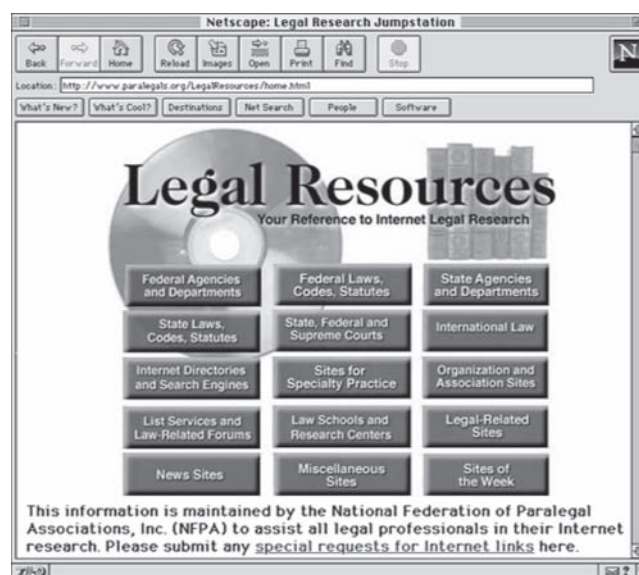 Netscape: Legal Research Jumpstation
Back Forward Home Reload Images Open Print Find Stop
N
Location: http://www.paralegals.org/LegalResources/home.html
What's New? What's Cool? Destinations Net Search People Software
Legal Resources
Your Reference to Internet Legal Research
Federal Agencies
and Departments
Federal Laws,
Codes, Statutes
State Agencies
and Departments
State Laws,
Codes, Statutes
State, Federal and
Supreme Courts
International Law
Internet Directories
and Search Engines
Sites for
Specialty Practice
Organization and
Association Sites
List Services and
Law-Related Forums
Law Schools and
Research Centers
Legal-Related
Sites
News Sites
Miscellaneous
Sites
Sites of
the Week
This information is maintained by the National Federation of Paralegal
Associations, Inc. (NFPA) to assist all legal professionals in their Internet
research. Please submit any special requests for Internet links here.
?